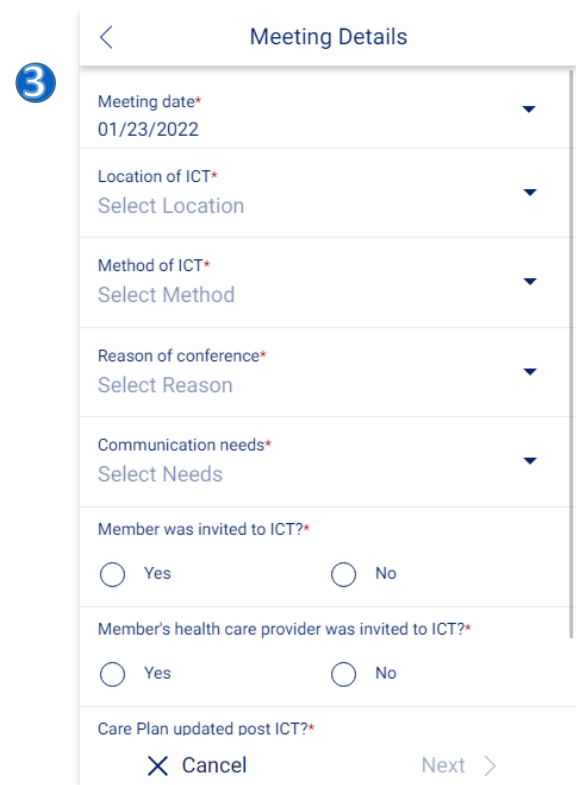 Meeting Details
3
Meeting date*
01/23/2022
Location of ICT*
Select Location
Method of ICT*
Select Method
Reason of conference*
Select Reason
Communication needs*
Select Needs
Member was invited to ICT?*
Yes No
Member's health care provider was invited to ICT?*
Yes No
Care Plan updated post ICT?*
Cancel Next